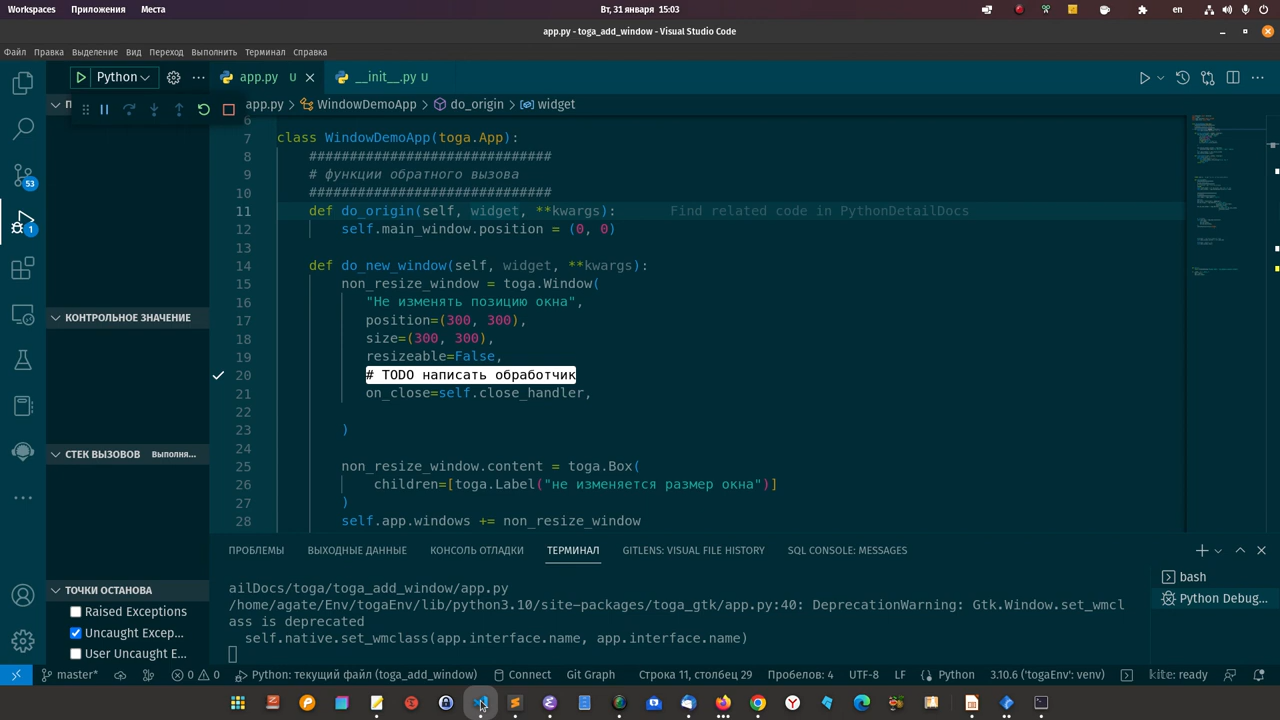 Workspaces Приложения Места Вт, 31 января 15:03 en
app.py - toga_add_window - Visual Studio Code
Файл Правка Выделение Вид Переход Выполнить Терминал Справка
Python app.py U __init__.py U
app.py > WindowDemoApp > do_origin > widget
6
7 class WindowDemoApp(toga.App):
8 ##############################
9 # функции обратного вызова
10 ##############################
11 def do_origin(self, widget, **kwargs): Find related code in PythonDetailDocs
12 self.main_window.position = (0, 0)
13
14 def do_new_window(self, widget, **kwargs):
15 non_resize_window = toga.Window(
16 "Не изменять позицию окна",
17 position=(300, 300),
18 size=(300, 300),
19 resizeable=False,
20 # TODO написать обработчик
21 on_close=self.close_handler,
22
23 )
24
25 non_resize_window.content = toga.Box(
26 children=[toga.Label("не изменяется размер окна")]
27 )
28 self.app.windows += non_resize_window
53
1
КОНТРОЛЬНОЕ ЗНАЧЕНИЕ
СТЕК ВЫЗОВОВ Выполня...
ТОЧКИ ОСТАНОВА
Raised Exceptions
Uncaught Excep...
User Uncaught E...
ПРОБЛЕМЫ ВЫХОДНЫЕ ДАННЫЕ КОНСОЛЬ ОТЛАДКИ ТЕРМИНАЛ GITLENS: VISUAL FILE HISTORY SQL CONSOLE: MESSAGES
ailDocs/toga/toga_add_window/app.py
/home/agate/Env/togaEnv/lib/python3.10/site-packages/toga_gtk/app.py:40: DeprecationWarning: Gtk.Window.set_wmcl
ass is deprecated
self.native.set_wmclass(app.interface.name, app.interface.name)
bash
Python Debug...
master* 0 0 Python: текущий файл (toga_add_window) Connect Git Graph Строка 11, столбец 29 Пробелов: 4 UTF-8 LF Python 3.10.6 ('togaEnv': venv) kite: ready